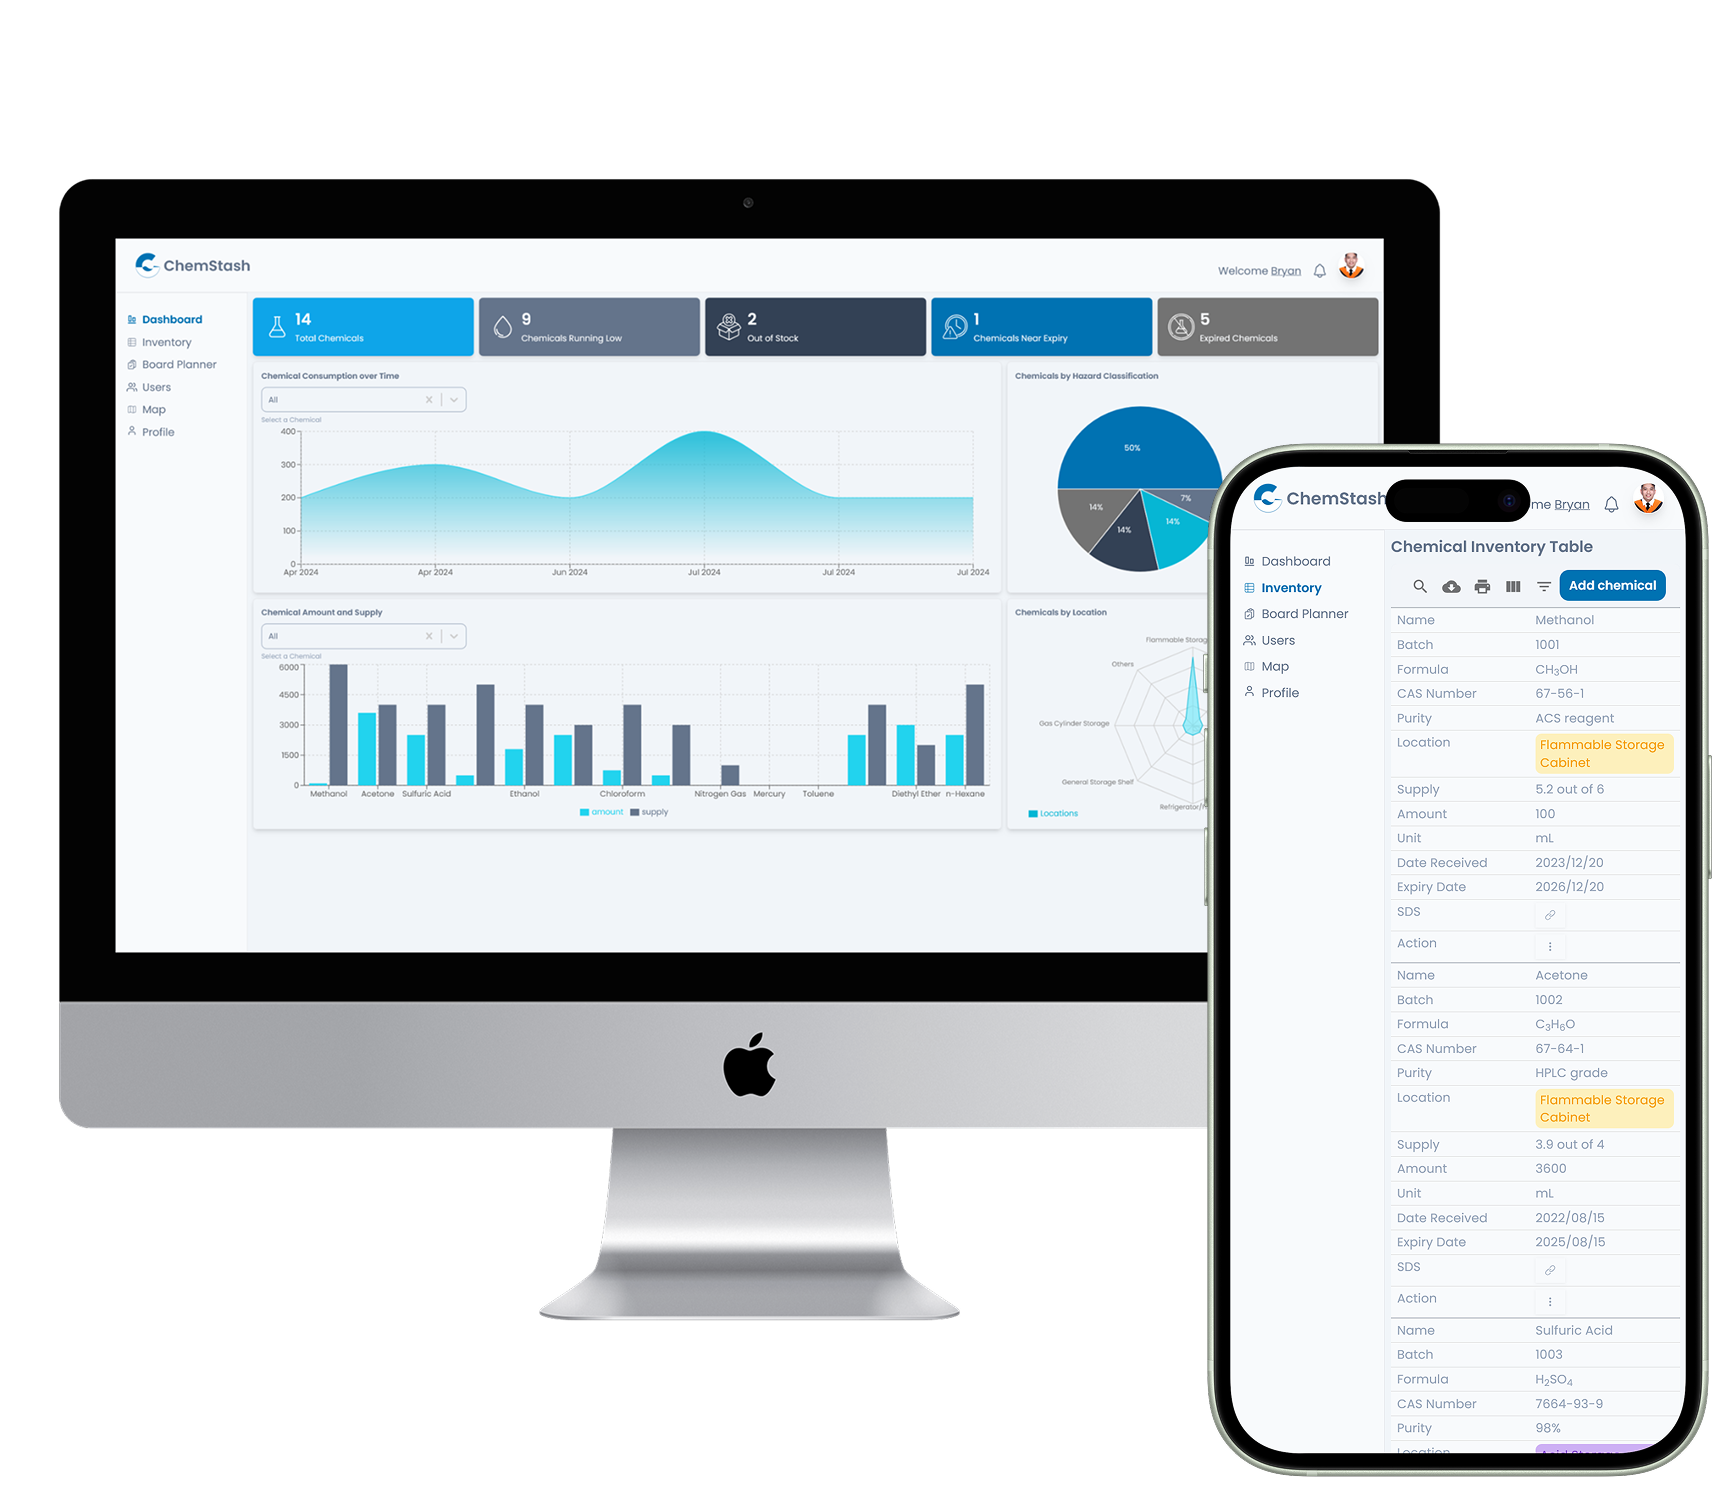 ChemStash
Welcome Bryan
Dashboard
Inventory
Board Planner
Users
Map
Profile
14
Total Chemicals
9
Chemicals Running Low
2
Out of Stock
1
Chemicals Near Expiry
5
Expired Chemicals
Chemical Consumption over Time
All
Select a Chemical
400
300
200
100
0
Apr 2024 Apr 2024 Jun 2024 Jul 2024 Jul 2024 Jul 2024
Chemicals by Hazard Classification
50%
7%
14%
14%
14%
Chemical Amount and Supply
All
Select a Chemical
6000
4500
3000
1500
0
Methanol Acetone Sulfuric Acid Ethanol Chloroform Nitrogen Gas Mercury Toluene Diethyl Ether n-Hexane
amount supply
Chemicals by Location
Flammable Storag
Others
Gas Cylinder Storage
General Storage Shelf
Refrigerator/
Locations
ChemStash
me Bryan
Dashboard
Inventory
Board Planner
Users
Map
Profile
Chemical Inventory Table
Add chemical
Name Methanol
Batch 1001
Formula CH₃OH
CAS Number 67-56-1
Purity ACS reagent
Location Flammable Storage
Cabinet
Supply 5.2 out of 6
Amount 100
Unit mL
Date Received 2023/12/20
Expiry Date 2026/12/20
SDS
Action
Name Acetone
Batch 1002
Formula C₃H₆O
CAS Number 67-64-1
Purity HPLC grade
Location Flammable Storage
Cabinet
Supply 3.9 out of 4
Amount 3600
Unit mL
Date Received 2022/08/15
Expiry Date 2025/08/15
SDS
Action
Name Sulfuric Acid
Batch 1003
Formula H₂SO₄
CAS Number 7664-93-9
Purity 98%
Location Acid Storage